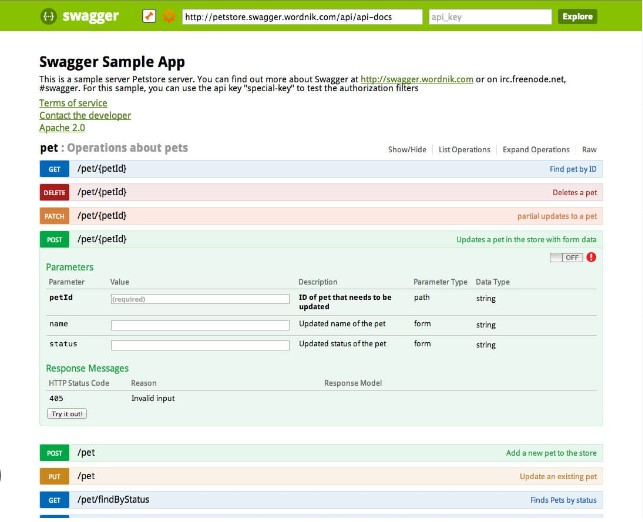 swagger http://petstore.swagger.wordnik.com/api/api-docs api_key Explore
Swagger Sample App
This is a sample server Petstore server. You can find out more about Swagger at http://swagger.wordnik.com or on irc.freenode.net,
#swagger. For this sample, you can use the api key "special-key" to test the authorization filters
Terms of service
Contact the developer
Apache 2.0
pet : Operations about pets Show/Hide List Operations Expand Operations Raw
GET /pet/{petId} Find pet by ID
DELETE /pet/{petId} Deletes a pet
PATCH /pet/{petId} partial updates to a pet
POST /pet/{petId} Updates a pet in the store with form data
OFF
Parameters
Parameter Value Description Parameter Type Data Type
petId (required) ID of pet that needs to be path string
updated
name Updated name of the pet form string
status Updated status of the pet form string
Response Messages
HTTP Status Code Reason Response Model
405 Invalid input
Try it out!
POST /pet Add a new pet to the store
PUT /pet Update an existing pet
GET /pet/findByStatus Finds Pets by status